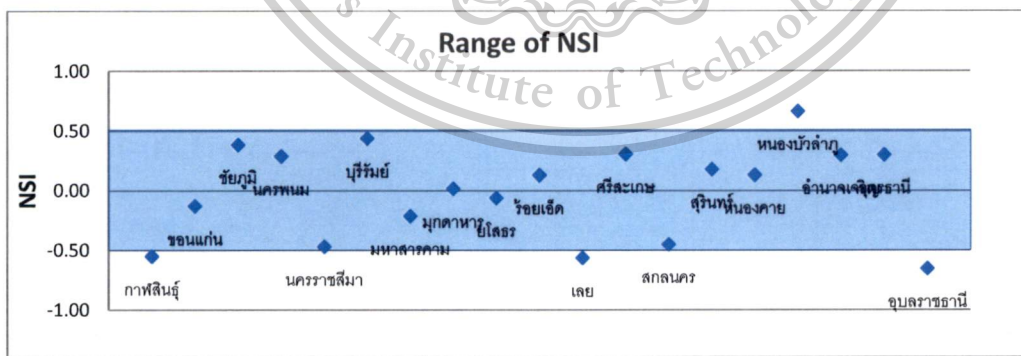 s Institute of Technolo
Range of NSI
NSI
1.00
0.50
0.00
-0.50
-1.00
กาฬสินธุ์
ขอนแก่น
ชัยภูมิ
นครพนม
นครราชสีมา
บุรีรัมย์
มหาสารคาม
มุกดาหาร
ยโสธร
ร้อยเอ็ด
เลย
ศรีสะเกษ
สกลนคร
สุรินทร์
หนองคาย
หนองบัวลำภู
อำนาจเจริญ
อุดรธานี
อุบลราชธานี